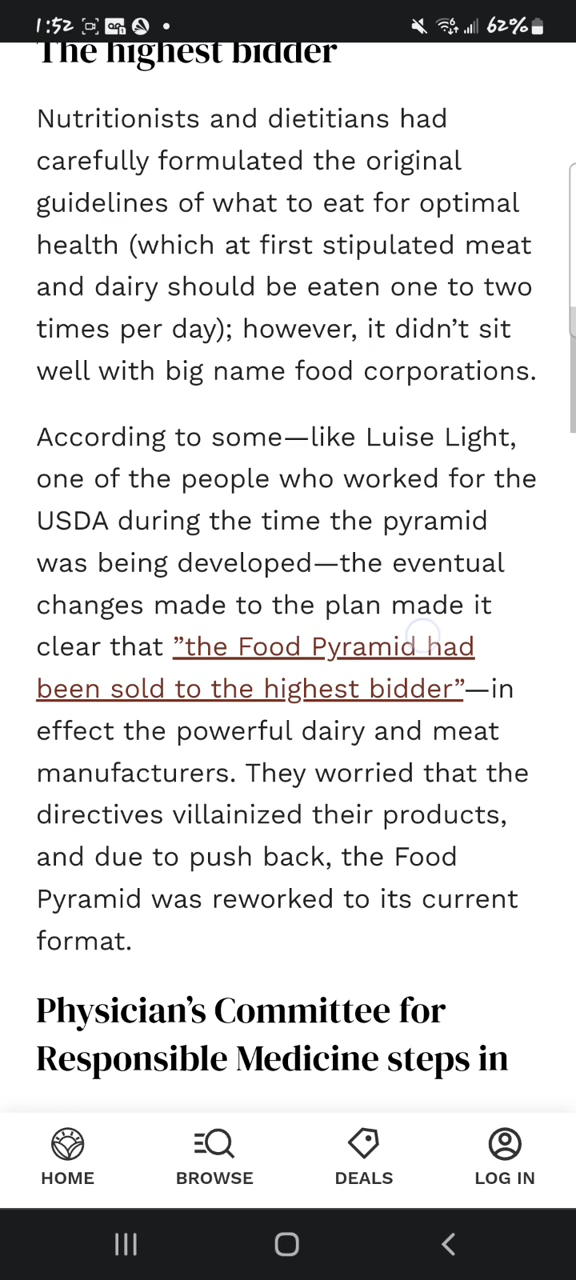 1:52
62%
The highest bidder
Nutritionists and dietitians had
carefully formulated the original
guidelines of what to eat for optimal
health (which at first stipulated meat
and dairy should be eaten one to two
times per day); however, it didn’t sit
well with big name food corporations.
According to some—like Luise Light,
one of the people who worked for the
USDA during the time the pyramid
was being developed—the eventual
changes made to the plan made it
clear that ”the Food Pyramid had
been sold to the highest bidder”—in
effect the powerful dairy and meat
manufacturers. They worried that the
directives villainized their products,
and due to push back, the Food
Pyramid was reworked to its current
format.
Physician’s Committee for
Responsible Medicine steps in
HOME
BROWSE
DEALS
LOG IN